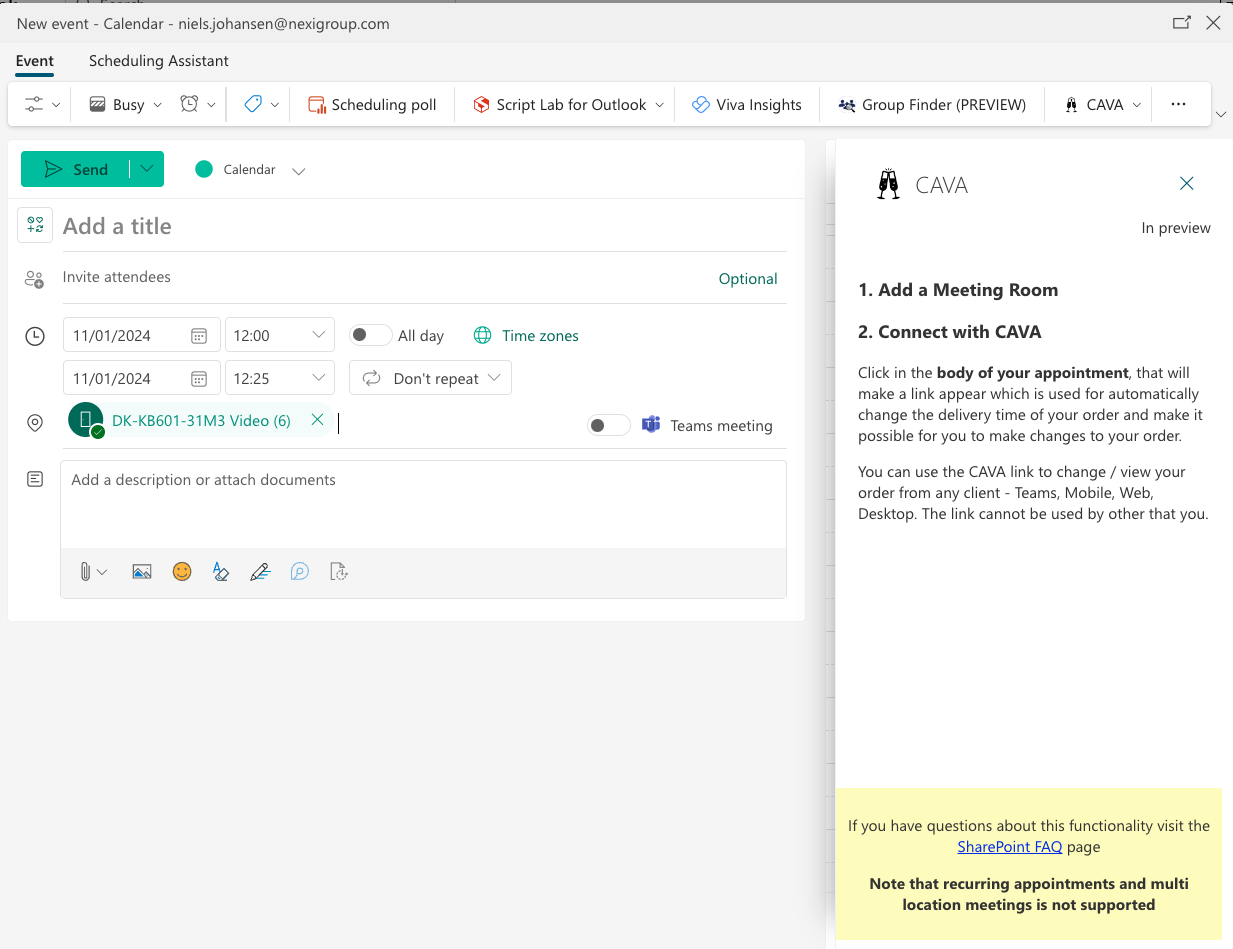 New event - Calendar - niels.johansen@nexigroup.com
Event Scheduling Assistant
Busy Scheduling poll Script Lab for Outlook Viva Insights Group Finder (PREVIEW) CAVA ...
Send Calendar
Add a title
Invite attendees Optional
11/01/2024 12:00 All day Time zones
11/01/2024 12:25 Don't repeat
DK-KB601-31M3 Video (6) Teams meeting
Add a description or attach documents
CAVA
In preview
1. Add a Meeting Room
2. Connect with CAVA
Click in the body of your appointment, that will
make a link appear which is used for automatically
change the delivery time of your order and make it
possible for you to make changes to your order.
You can use the CAVA link to change / view your
order from any client - Teams, Mobile, Web,
Desktop. The link cannot be used by other that you.
If you have questions about this functionality visit the
SharePoint FAQ page
Note that recurring appointments and multi
location meetings is not supported